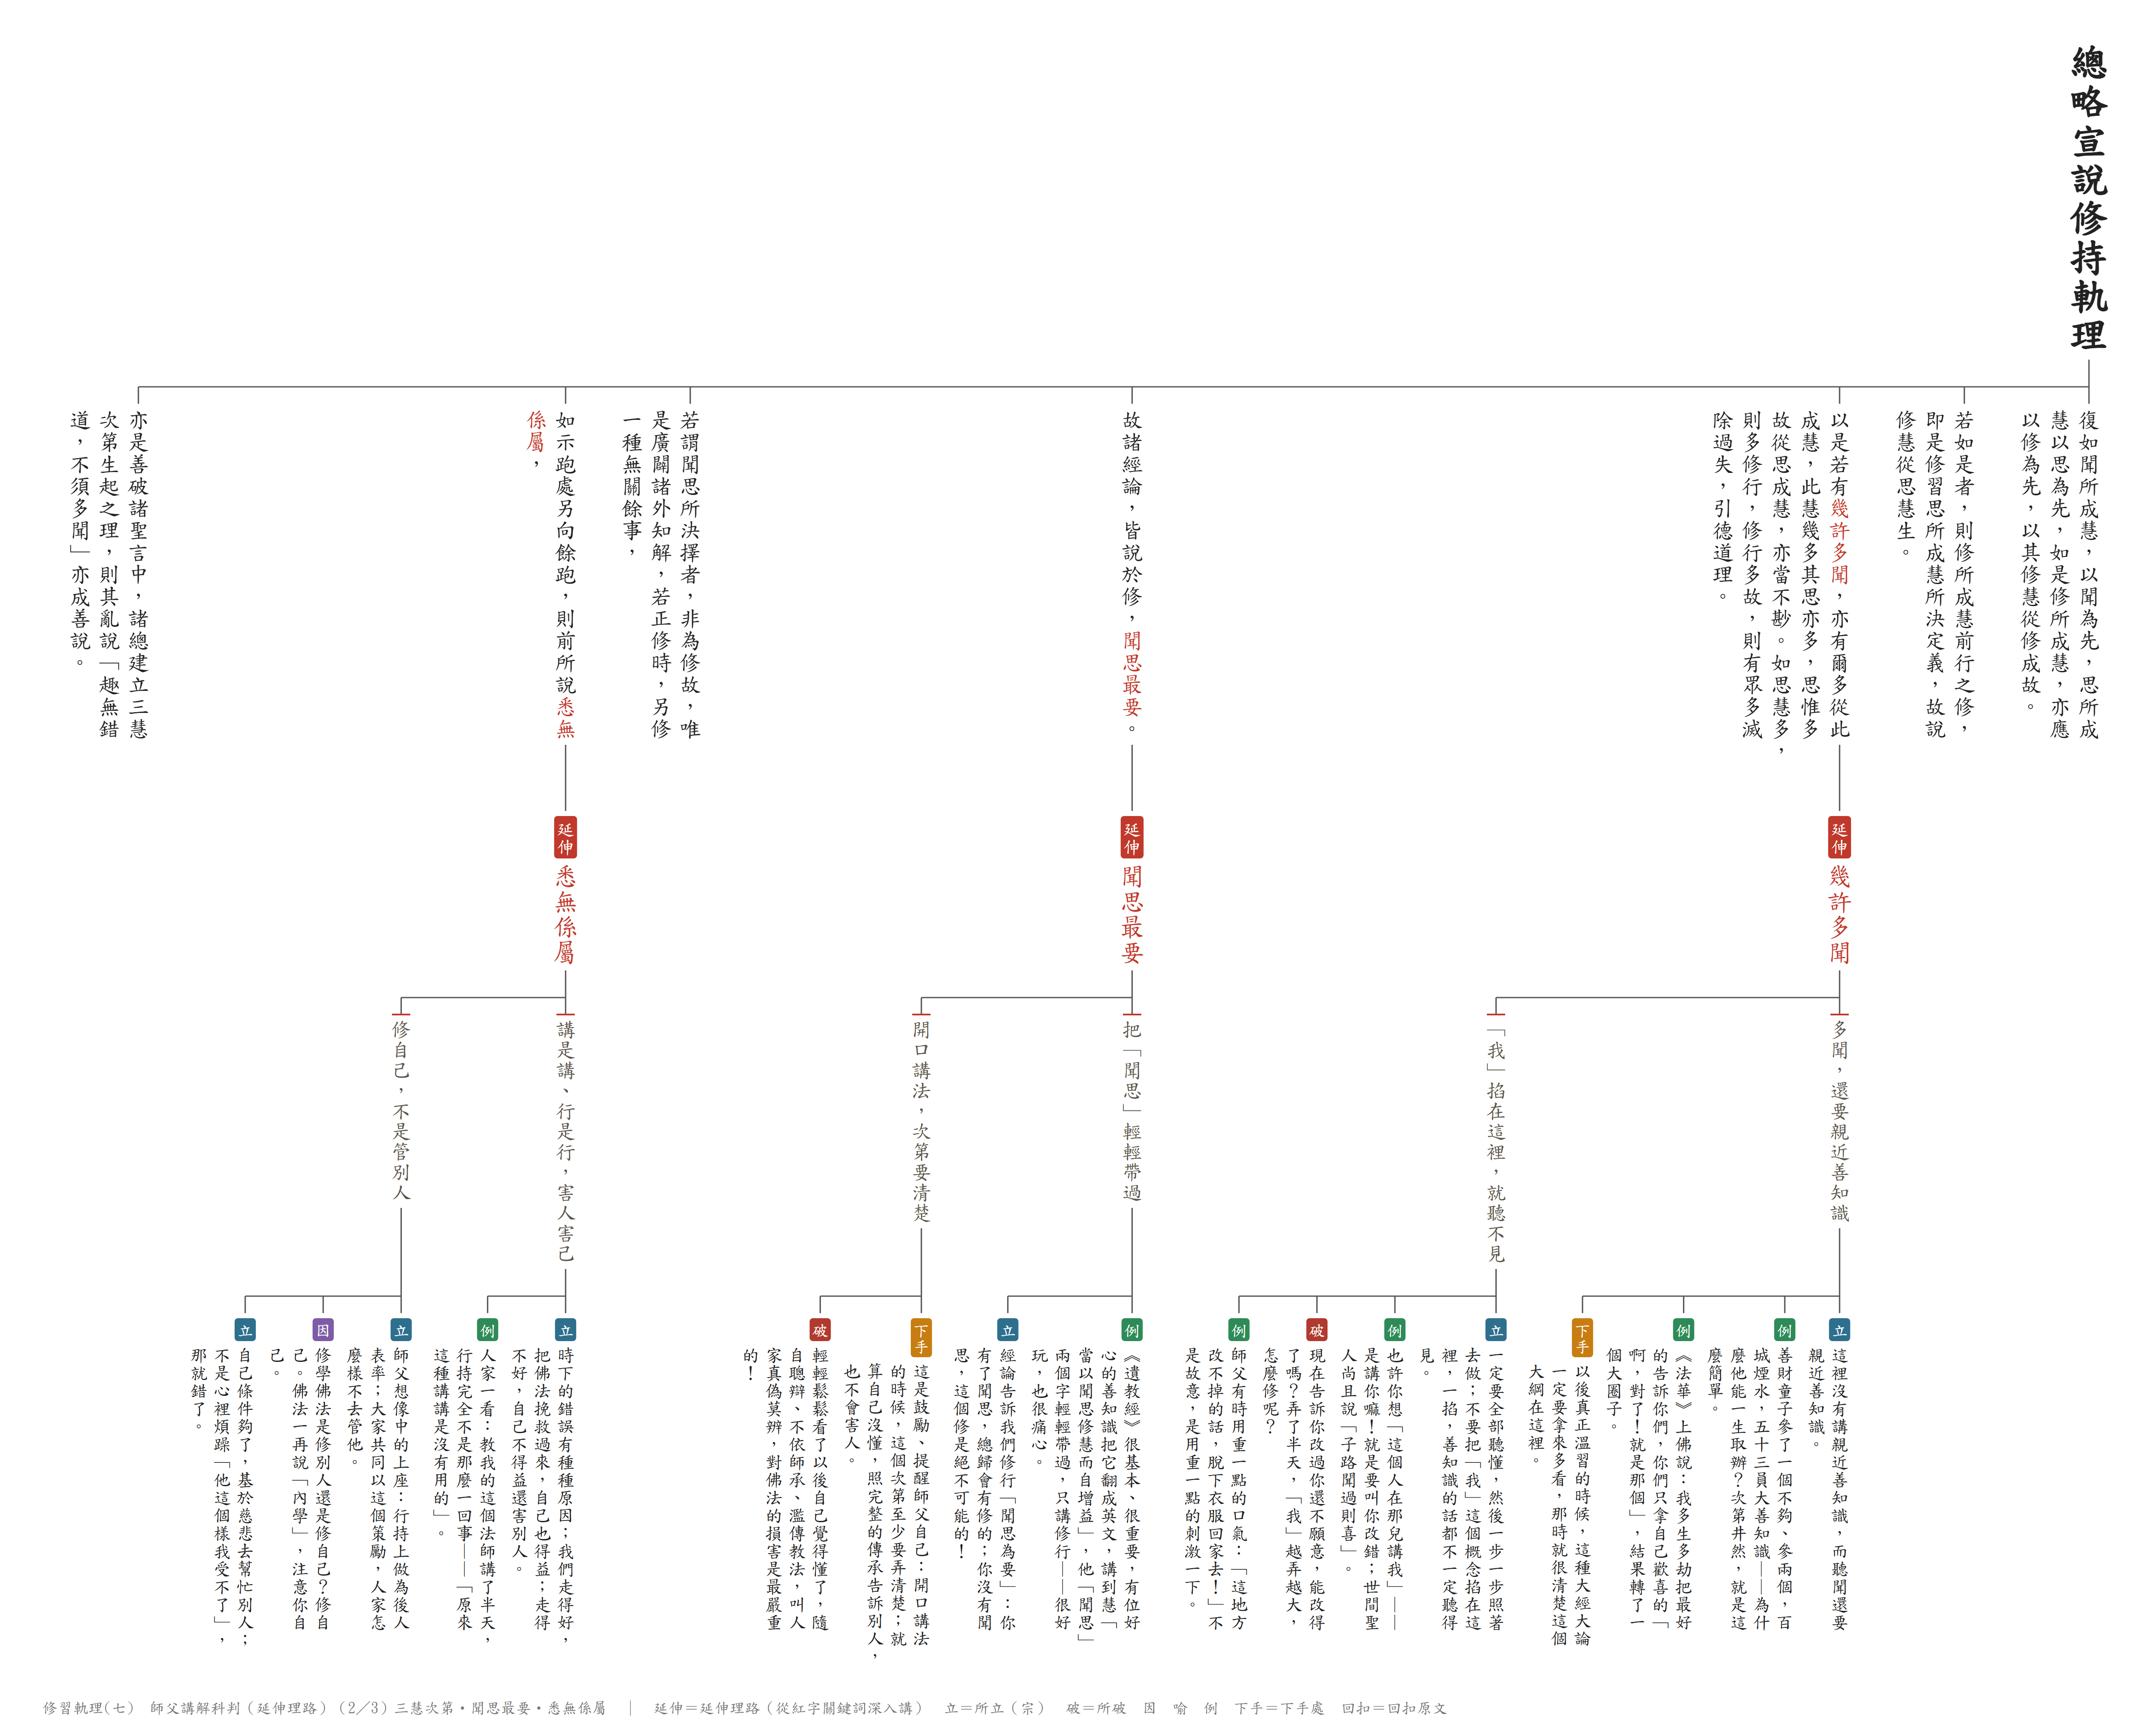 總略宣說修持軌理
復如聞所成慧，以聞為先，思所成
慧以思為先，如是修所成慧，亦應
以修為先，以其修慧從修成故。
若如是者，則修所成慧前行之修，
即是修習思所成慧所決定義，故說
修慧從思慧生。
以是若有幾許多聞，亦有爾多從此
成慧，此慧幾多其思亦多，思惟多
故從思成慧，亦當不尠。如思慧多，
則多修行，修行多故，則有眾多滅
除過失，引德道理。
故諸經論，皆說於修，聞思最要。
若謂聞思所決擇者，非為修故，唯
是廣闢諸外知解，若正修時，另修
一種無關餘事，
如示跑處另向餘跑，則前所說悉無
係屬，
亦是善破諸聖言中，諸總建立三慧
次第生起之理，則其亂說「趣無錯
道，不須多聞」亦成善說。
延伸
幾許多聞
延伸
聞思最要
延伸
悉無係屬
多聞，還要親近善知識
「我」掐在這裡，就聽不見
把「聞思」輕輕帶過
開口講法，次第要清楚
講是講、行是行，害人害己
修自己，不是管別人
立
這裡沒有講親近善知識，而聽聞還要
親近善知識。
例
善財童子參了一個不夠、參兩個，百
城煙水，五十三員大善知識——為什
麼他能一生取辦？次第井然，就是這
麼簡單。
例
《法華》上佛說：我多生多劫把最好
的告訴你們，你們只拿自己歡喜的「
啊，對了！就是那個」，結果轉了一
個大圈子。
下手
以後真正溫習的時候，這種大經大論
一定要拿來多看，那時就很清楚這個
大綱在這裡。
立
一定要全部聽懂，然後一步一步照著
去做；不要把「我」這個概念掐在這
裡，一掐，善知識的話都不一定聽得
見。
例
也許你想「這個人在那兒講我」——
是講你嘛！就是要叫你改錯；世間聖
人尚且說「子路聞過則喜」。
破
現在告訴你改過你還不願意，能改得
了嗎？弄了半天，「我」越弄越大，
怎麼修呢？
例
師父有時用重一點的口氣：「這地方
改不掉的話，脫下衣服回家去！」不
是故意，是用重一點的刺激一下。
例
《遺教經》很基本、很重要，有位好
心的善知識把它翻成英文，講到慧「
當以聞思修慧而自增益」，他「聞思」
兩個字輕輕帶過，只講修行——很好
玩，也很痛心。
立
經論告訴我們修行「聞思為要」：你
有了聞思，總歸會有修的；你沒有聞
思，這個修是絕不可能的！
下手
這是鼓勵、提醒師父自己：開口講法
的時候，這個次第至少要弄清楚；就
算自己沒懂，照完整的傳承告訴別人，
也不會害人。
破
輕輕鬆鬆看了以後自己覺得懂了，隨
自聰辯、不依師承、濫傳教法，叫人
家真偽莫辨，對佛法的損害是最嚴重
的！
立
時下的錯誤有種種原因；我們走得好，
把佛法挽救過來，自己也得益；走得
不好，自己不得益還害別人。
例
人家一看：教我的這個法師講了半天，
行持完全不是那麼一回事——「原來
這種講講是沒有用的」。
立
師父想像中的上座：行持上做為後人
表率；大家共同以這個策勵，人家怎
麼樣不去管他。
因
修學佛法是修別人還是修自己？修自
己。佛法一再說「內學」，注意你自
己。
立
自己條件夠了，基於慈悲去幫忙別人；
不是心裡煩躁「他這個樣我受不了」，
那就錯了。
修習軌理（七）　師父講解科判（延伸理路）（2／3）三慧次第・聞思最要・悉無係屬　｜　延伸＝延伸理路（從紅字關鍵詞深入講）　立＝所立（宗）　破＝所破　因　喻　例　下手＝下手處　回扣＝回扣原文